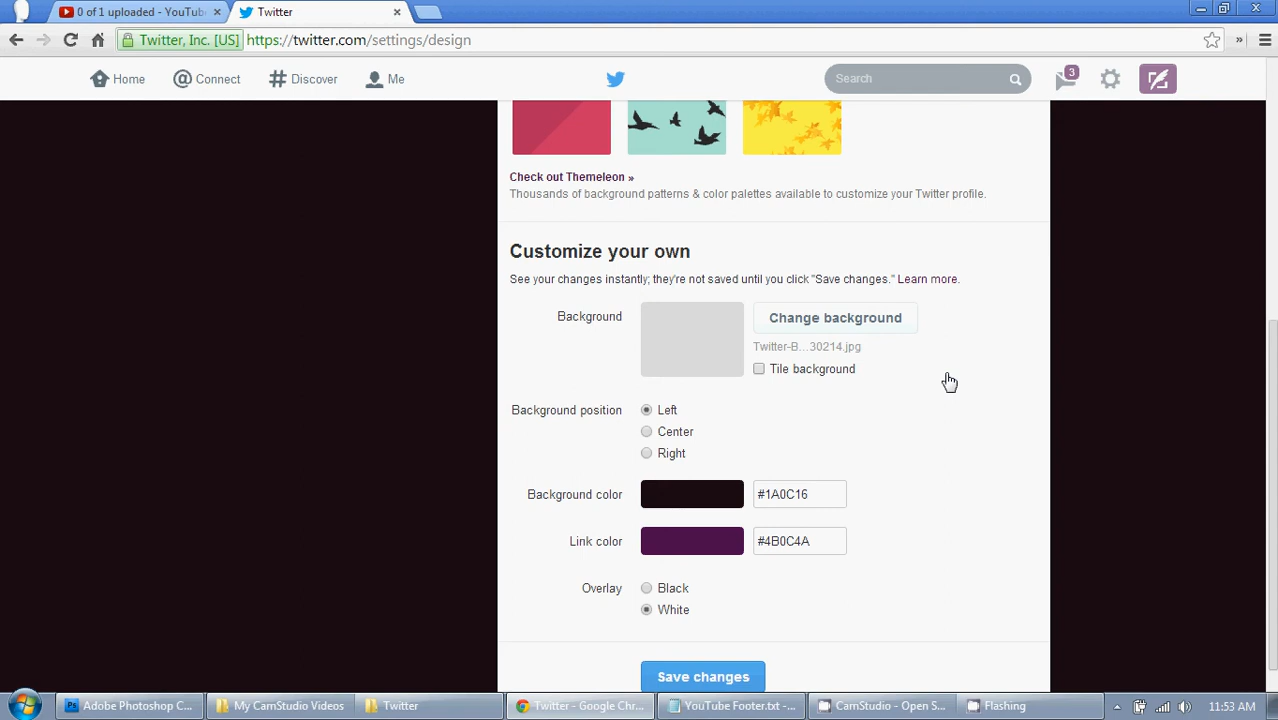 0 of 1 uploaded - YouTube
Twitter
Twitter, Inc. [US]
https://twitter.com/settings/design
Home
Connect
Discover
Me
Search
3
Check out Themeleon »
Thousands of background patterns & color palettes available to customize your Twitter profile.
Customize your own
See your changes instantly; they're not saved until you click "Save changes." Learn more.
Background
Change background
Twitter-B...30214.jpg
Tile background
Background position
Left
Center
Right
Background color
#1A0C16
Link color
#4B0C4A
Overlay
Black
White
Save changes
Adobe Photoshop C...
My CamStudio Videos
Twitter
Twitter - Google Chr...
YouTube Footer.txt -...
CamStudio - Open S...
Flashing
11:53 AM